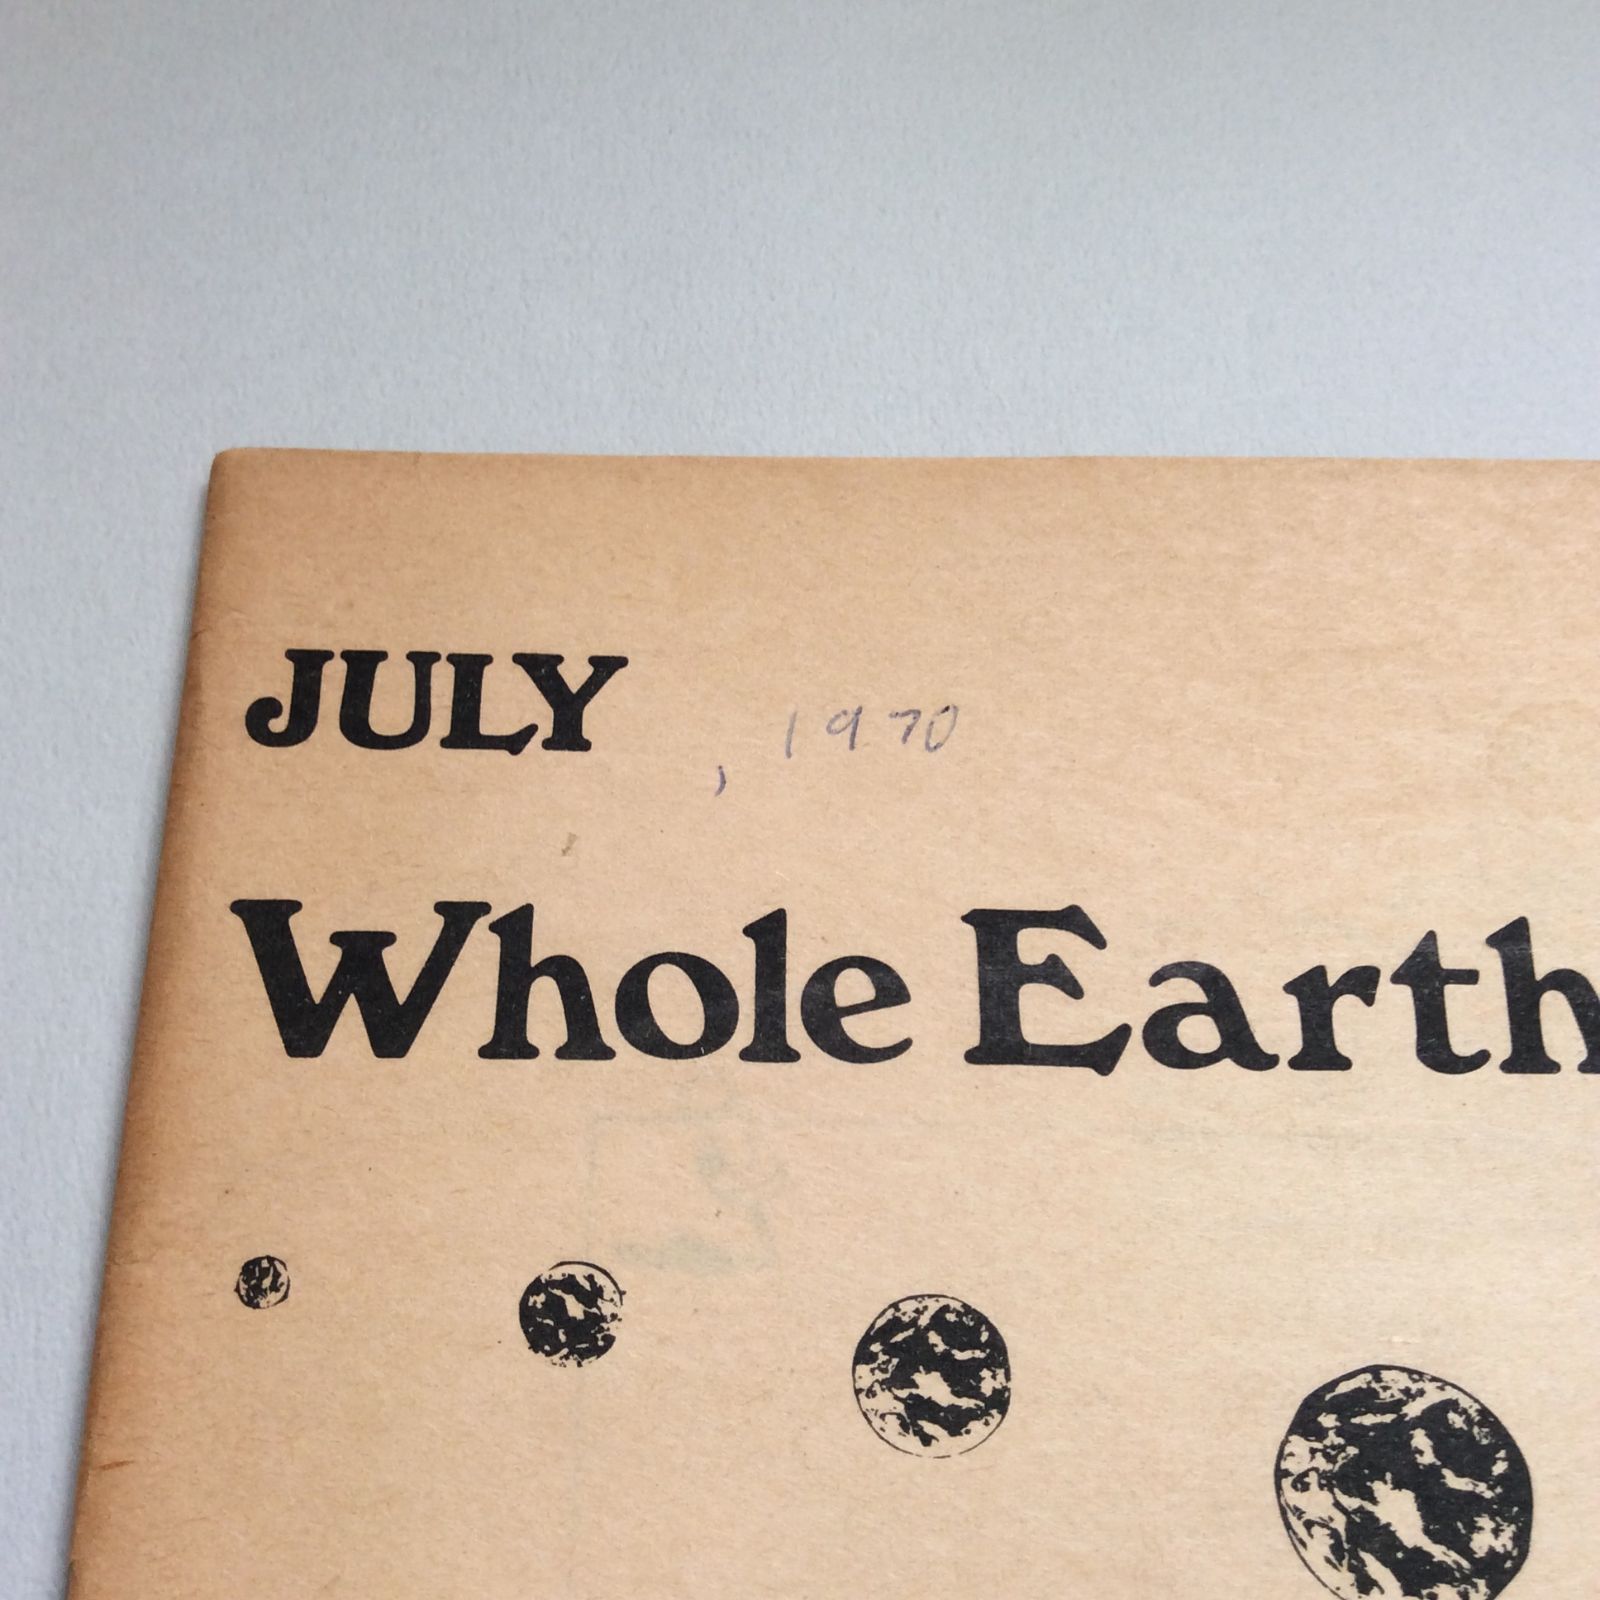 JULY , 1970
Whole Earth